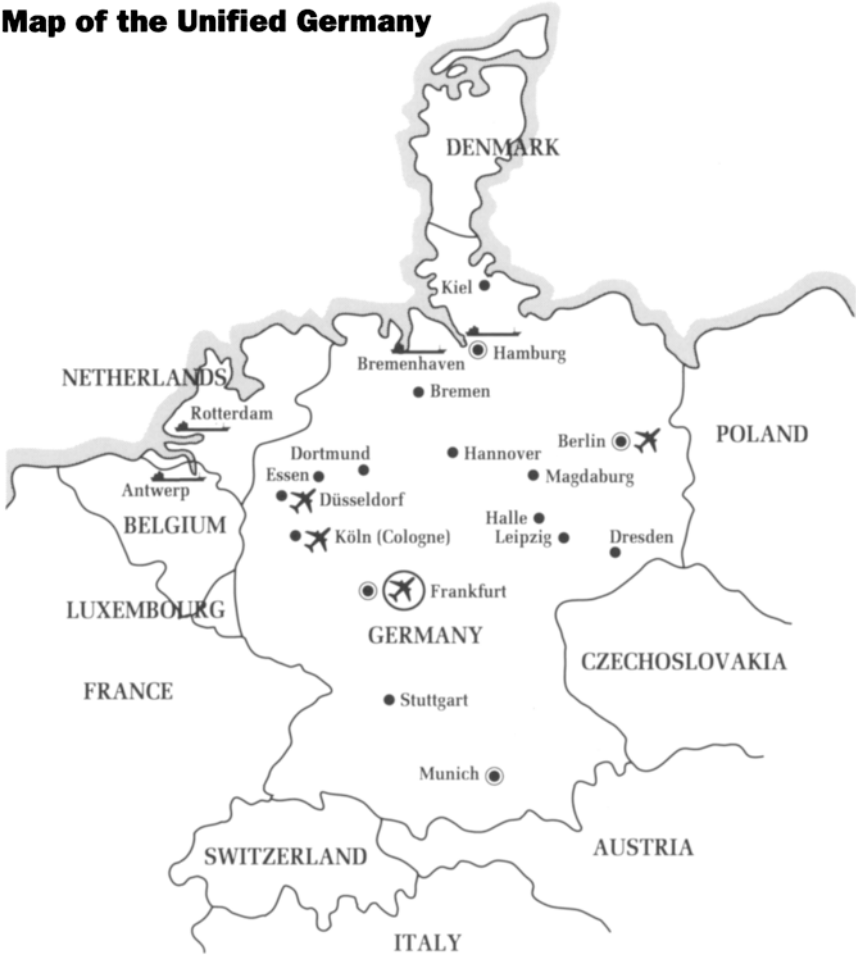 Map of the Unified Germany
DENMARK
Kiel
Hamburg
Bremenhaven
NETHERLANDS
Bremen
Rotterdam
POLAND
Berlin
Hannover
Dortmund
Essen
Magdaburg
Antwerp
Düsseldorf
BELGIUM
Halle
Köln (Cologne)
Leipzig
Dresden
Frankfurt
LUXEMBOURG
GERMANY
CZECHOSLOVAKIA
FRANCE
Stuttgart
Munich
AUSTRIA
SWITZERLAND
ITALY